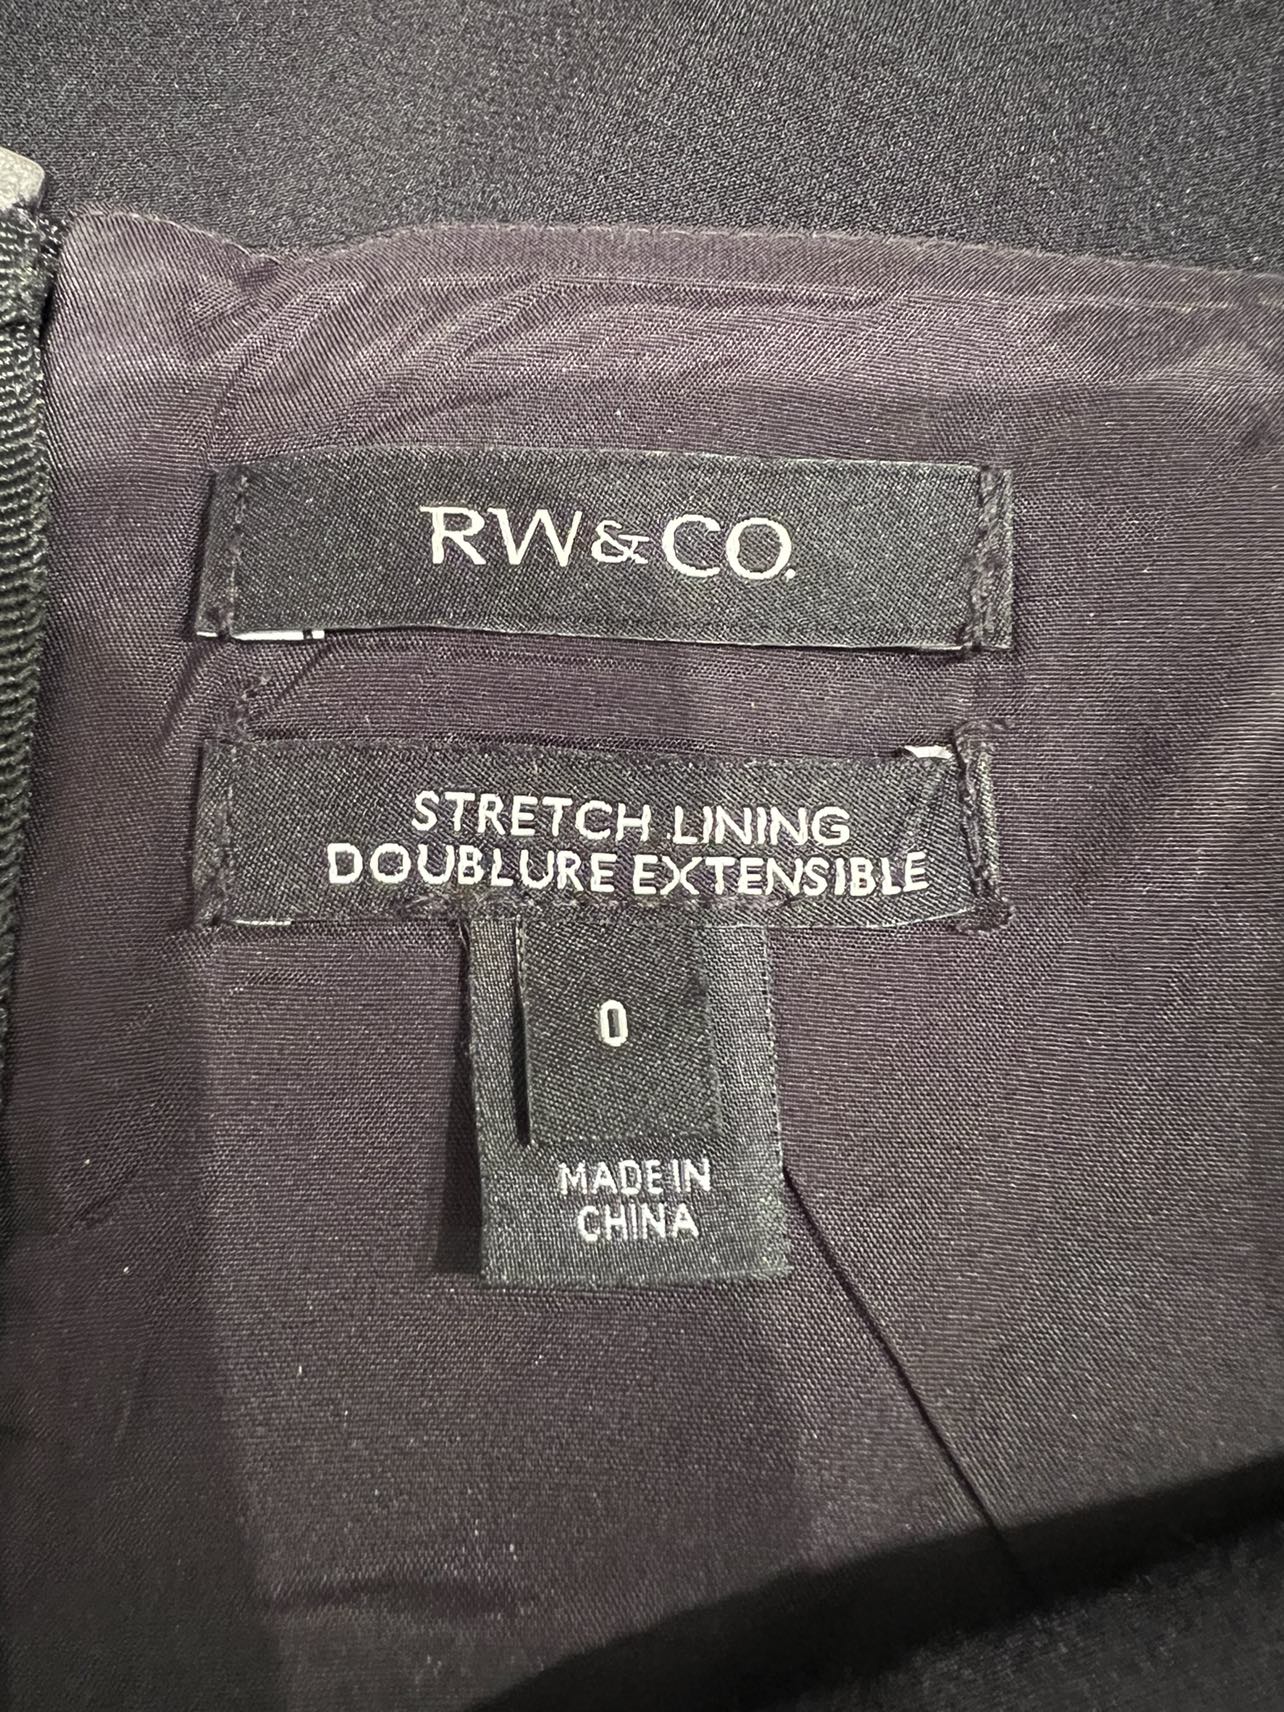 RW&CO.
STRETCH LINING
DOUBLURE EXTENSIBLE
0
MADE IN
CHINA